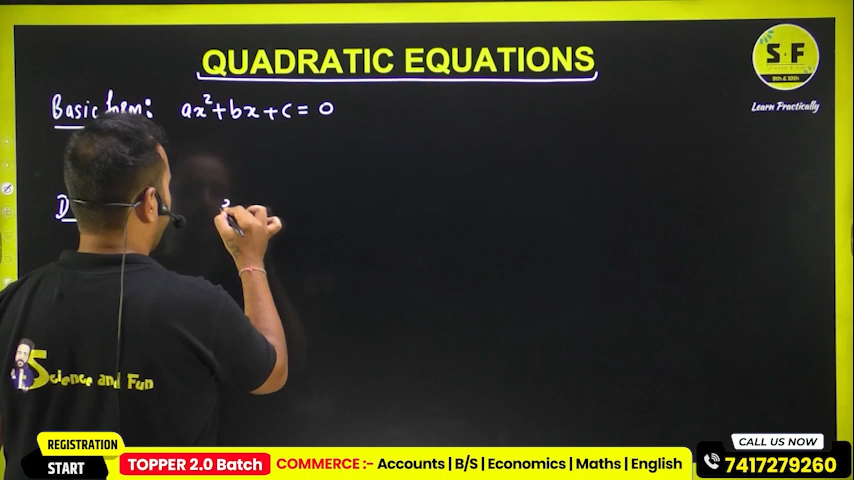 QUADRATIC EQUATIONS
S F
9th & 10th
Learn Practically
Basic form: ax²+bx+c=0
D
Science and Fun
REGISTRATION
START
TOPPER 2.0 Batch COMMERCE :- Accounts | B/S | Economics | Maths | English
CALL US NOW
7417279260